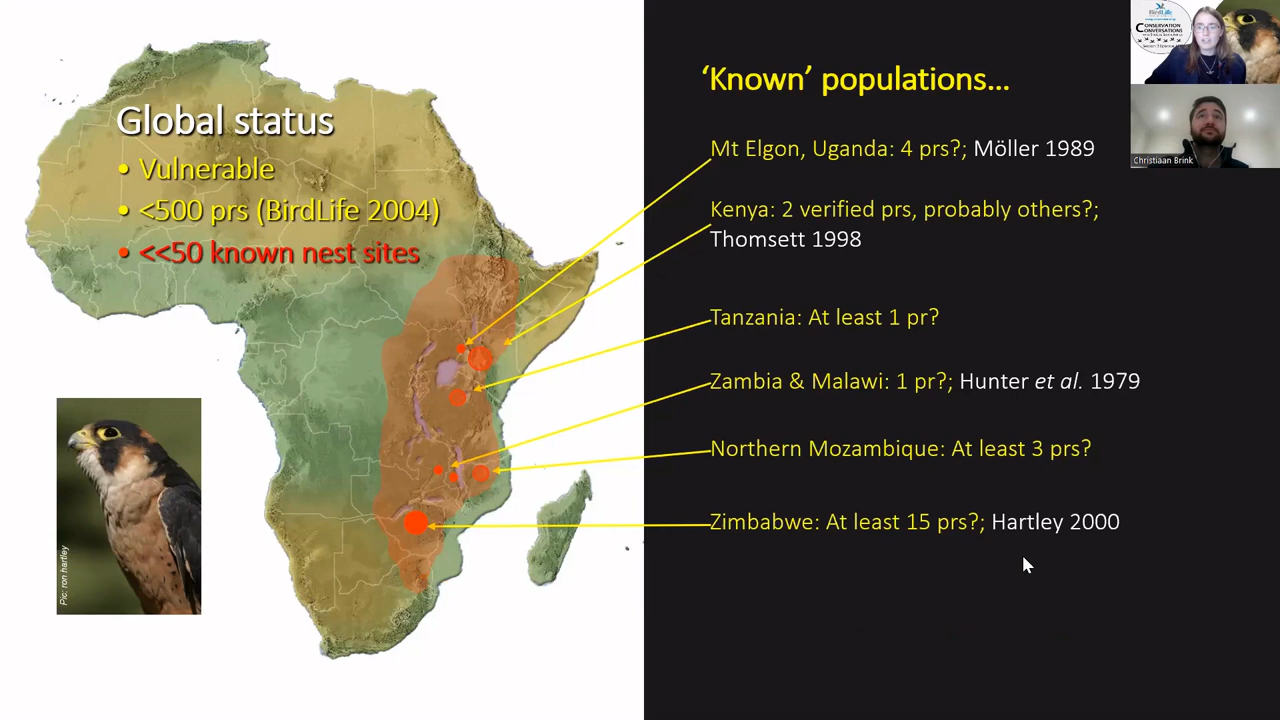 Global status
• Vulnerable
• <500 prs (BirdLife 2004)
• <<50 known nest sites
Pic: ron hartley
‘Known’ populations...
Mt Elgon, Uganda: 4 prs?; Möller 1989
Kenya: 2 verified prs, probably others?;
Thomsett 1998
Tanzania: At least 1 pr?
Zambia & Malawi: 1 pr?; Hunter et al. 1979
Northern Mozambique: At least 3 prs?
Zimbabwe: At least 15 prs?; Hartley 2000
BirdLife
CONSERVATION
CONVERSATIONS
Christiaan Brink